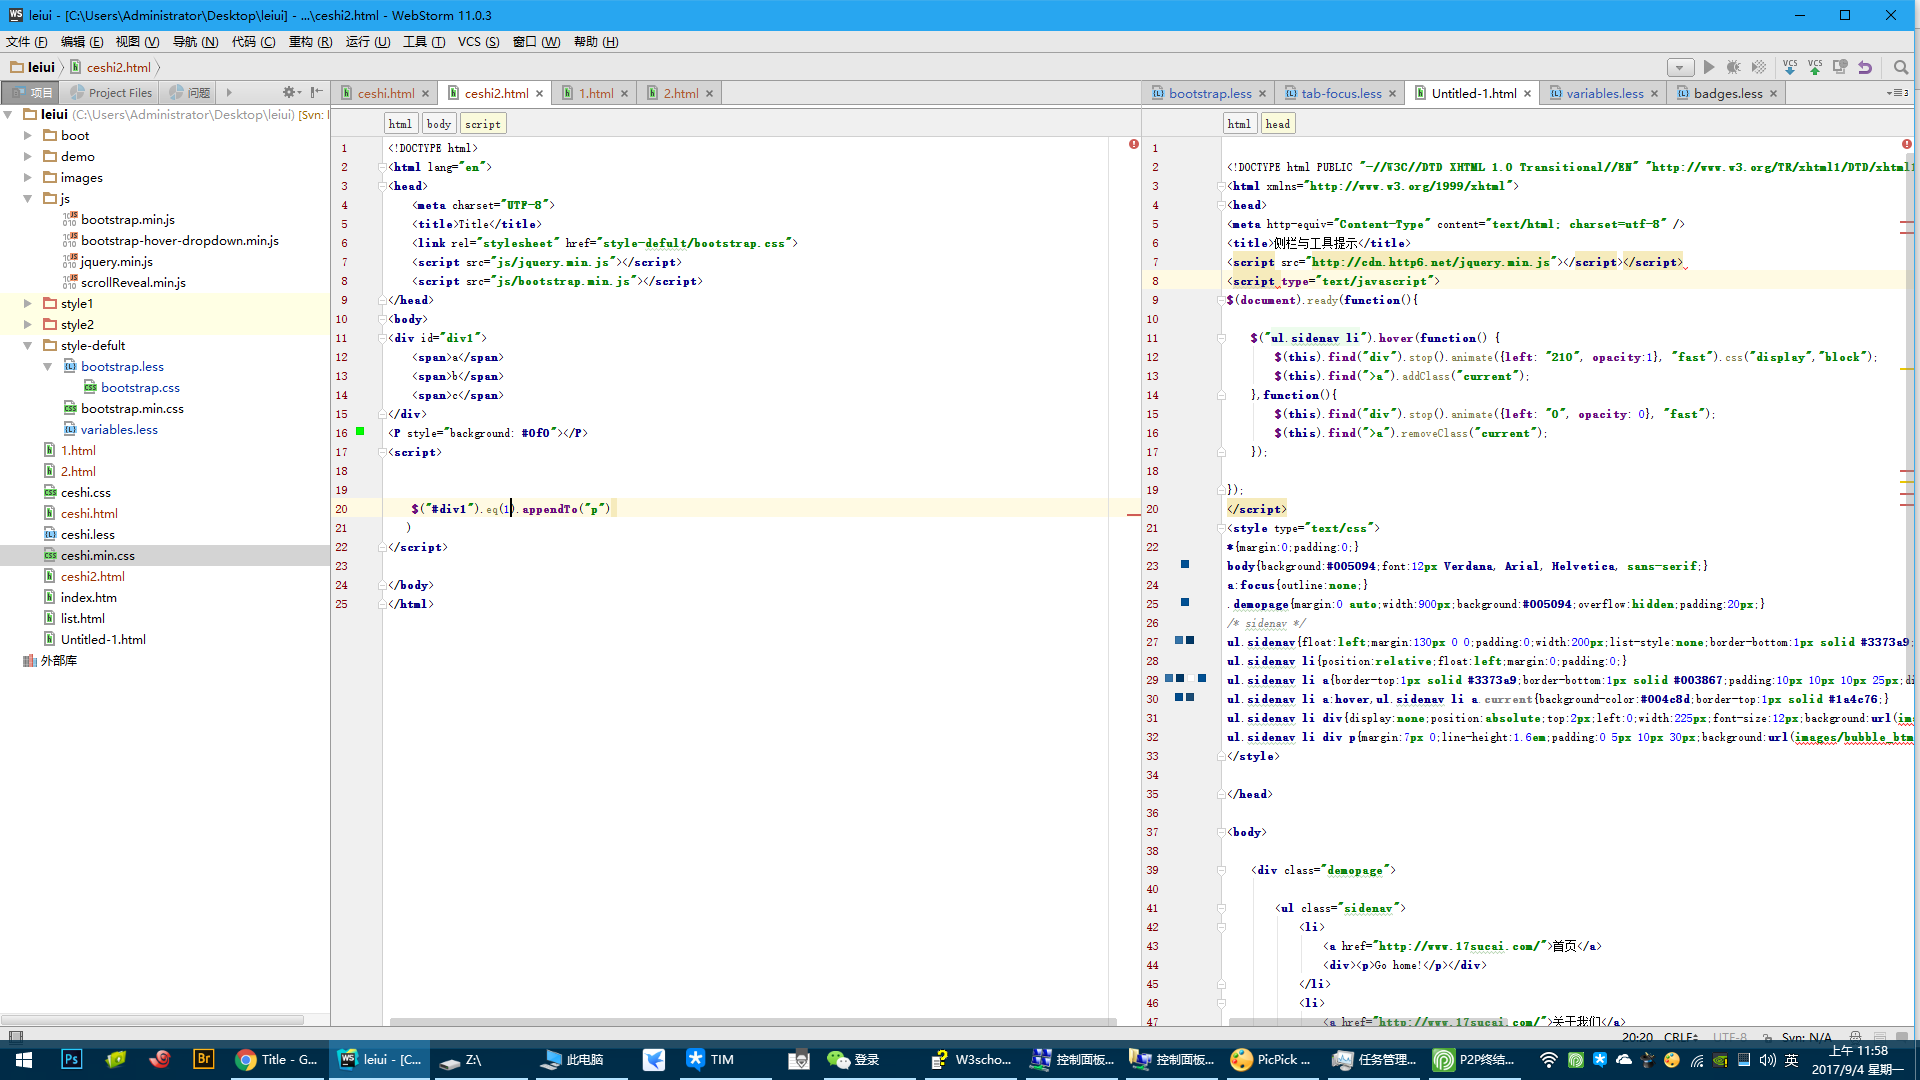 leiui - [C:\Users\Administrator\Desktop\leiui] - ...\ceshi2.html - WebStorm 11.0.3
文件 (F) 编辑 (E) 视图 (V) 导航 (N) 代码 (C) 重构 (R) 运行 (U) 工具 (T) VCS (S) 窗口 (W) 帮助 (H)
leiui ceshi2.html
项目 Project Files 问题
leiui (C:\Users\Administrator\Desktop\leiui) [Svn:
boot
demo
images
js
bootstrap.min.js
bootstrap-hover-dropdown.min.js
jquery.min.js
scrollReveal.min.js
style1
style2
style-defult
bootstrap.less
bootstrap.css
bootstrap.min.css
variables.less
1.html
2.html
ceshi.css
ceshi.html
ceshi.less
ceshi.min.css
ceshi2.html
index.htm
list.html
Untitled-1.html
外部库
ceshi.html ceshi2.html 1.html 2.html
html body script
1 <!DOCTYPE html>
2 <html lang="en">
3 <head>
4 <meta charset="UTF-8">
5 <title>Title</title>
6 <link rel="stylesheet" href="style-defult/bootstrap.css">
7 <script src="js/jquery.min.js"></script>
8 <script src="js/bootstrap.min.js"></script>
9 </head>
10 <body>
11 <div id="div1">
12 <span>a</span>
13 <span>b</span>
14 <span>c</span>
15 </div>
16 <P style="background: #0f0"></P>
17 <script>
18
19
20 $("#div1").eq(1).appendTo("p")
21 )
22 </script>
23
24 </body>
25 </html>
bootstrap.less tab-focus.less Untitled-1.html variables.less badges.less
html head
1
2 <!DOCTYPE html PUBLIC "-//W3C//DTD XHTML 1.0 Transitional//EN" "http://www.w3.org/TR/xhtml1/DTD/xhtml1
3 <html xmlns="http://www.w3.org/1999/xhtml">
4 <head>
5 <meta http-equiv="Content-Type" content="text/html; charset=utf-8" />
6 <title>侧栏与工具提示</title>
7 <script src="http://cdn.http6.net/jquery.min.js"></script></script>
8 <script type="text/javascript">
9 $(document).ready(function(){
10
11 $("ul.sidenav li").hover(function() {
12 $(this).find("div").stop().animate({left: "210", opacity:1}, "fast").css("display","block");
13 $(this).find(">a").addClass("current");
14 },function(){
15 $(this).find("div").stop().animate({left: "0", opacity: 0}, "fast");
16 $(this).find(">a").removeClass("current");
17 });
18
19 });
20 </script>
21 <style type="text/css">
22 *{margin:0;padding:0;}
23 body{background:#005094;font:12px Verdana, Arial, Helvetica, sans-serif;}
24 a:focus{outline:none;}
25 .demopage{margin:0 auto;width:900px;background:#005094;overflow:hidden;padding:20px;}
26 /* sidenav */
27 ul.sidenav{float:left;margin:130px 0 0;padding:0;width:200px;list-style:none;border-bottom:1px solid #3373a9;
28 ul.sidenav li{position:relative;float:left;margin:0;padding:0;}
29 ul.sidenav li a{border-top:1px solid #3373a9;border-bottom:1px solid #003867;padding:10px 10px 10px 25px;di
30 ul.sidenav li a:hover,ul.sidenav li a.current{background-color:#004c8d;border-top:1px solid #1a4c76;}
31 ul.sidenav li div{display:none;position:absolute;top:2px;left:0;width:225px;font-size:12px;background:url(im
32 ul.sidenav li div p{margin:7px 0;line-height:1.6em;padding:0 5px 10px 30px;background:url(images/bubble_btm
33 </style>
34
35 </head>
36
37 <body>
38
39 <div class="demopage">
40
41 <ul class="sidenav">
42 <li>
43 <a href="http://www.17sucai.com/">首页</a>
44 <div><p>Go home!</p></div>
45 </li>
46 <li>
47 <a href="http://www.17sucai.com/">关于我们</a>
20:20 CRLF UTF-8 Svn: N/A
Title - G... leiui - [C... Z:\ 此电脑 TIM 登录 W3scho... 控制面板... 控制面板... PicPick ... 任务管理... P2P终结... 英
上午 11:58
2017/9/4 星期一